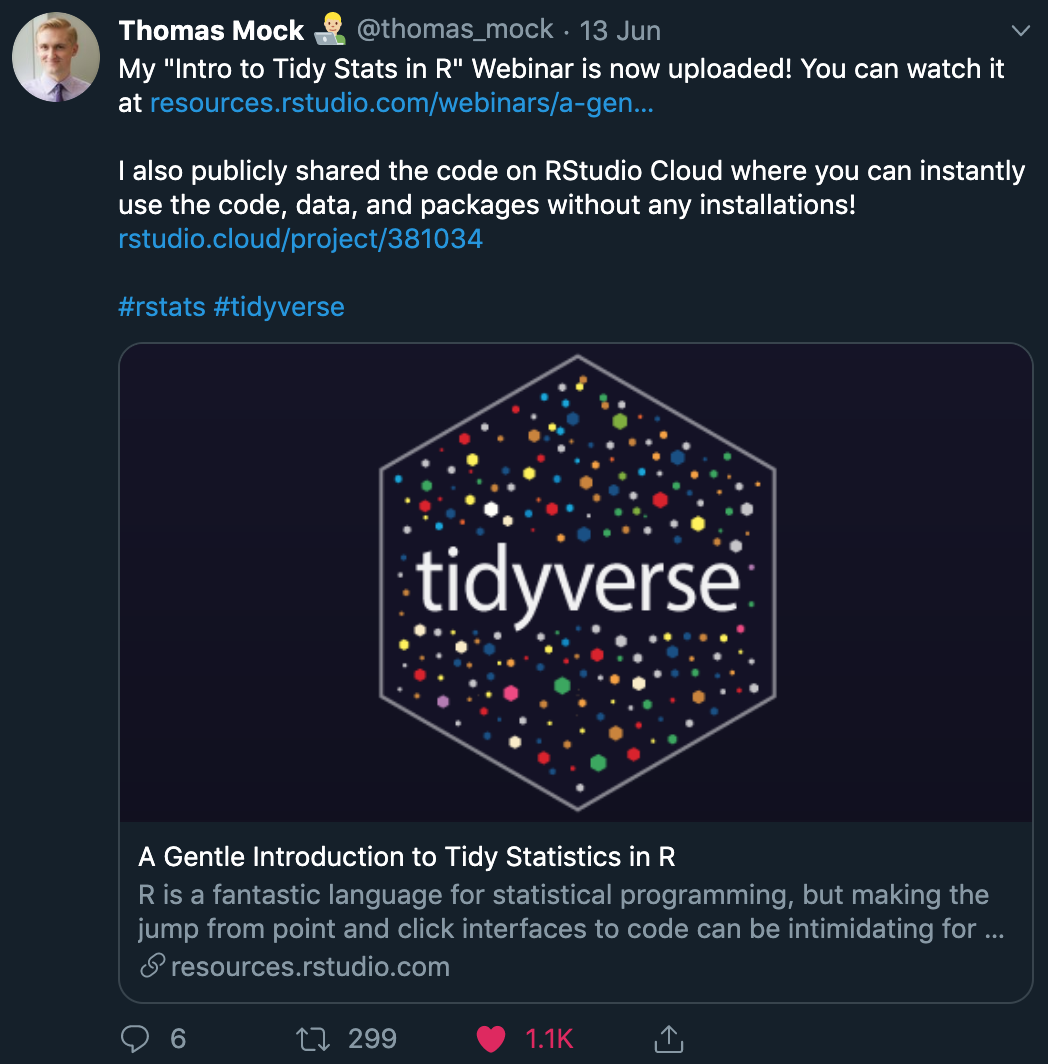 Thomas Mock 👨🏼‍💻 @thomas_mock · 13 Jun
My "Intro to Tidy Stats in R" Webinar is now uploaded! You can watch it
at resources.rstudio.com/webinars/a-gen...
I also publicly shared the code on RStudio Cloud where you can instantly
use the code, data, and packages without any installations!
rstudio.cloud/project/381034
#rstats #tidyverse
tidyverse
A Gentle Introduction to Tidy Statistics in R
R is a fantastic language for statistical programming, but making the
jump from point and click interfaces to code can be intimidating for ...
resources.rstudio.com
6 299 1.1K